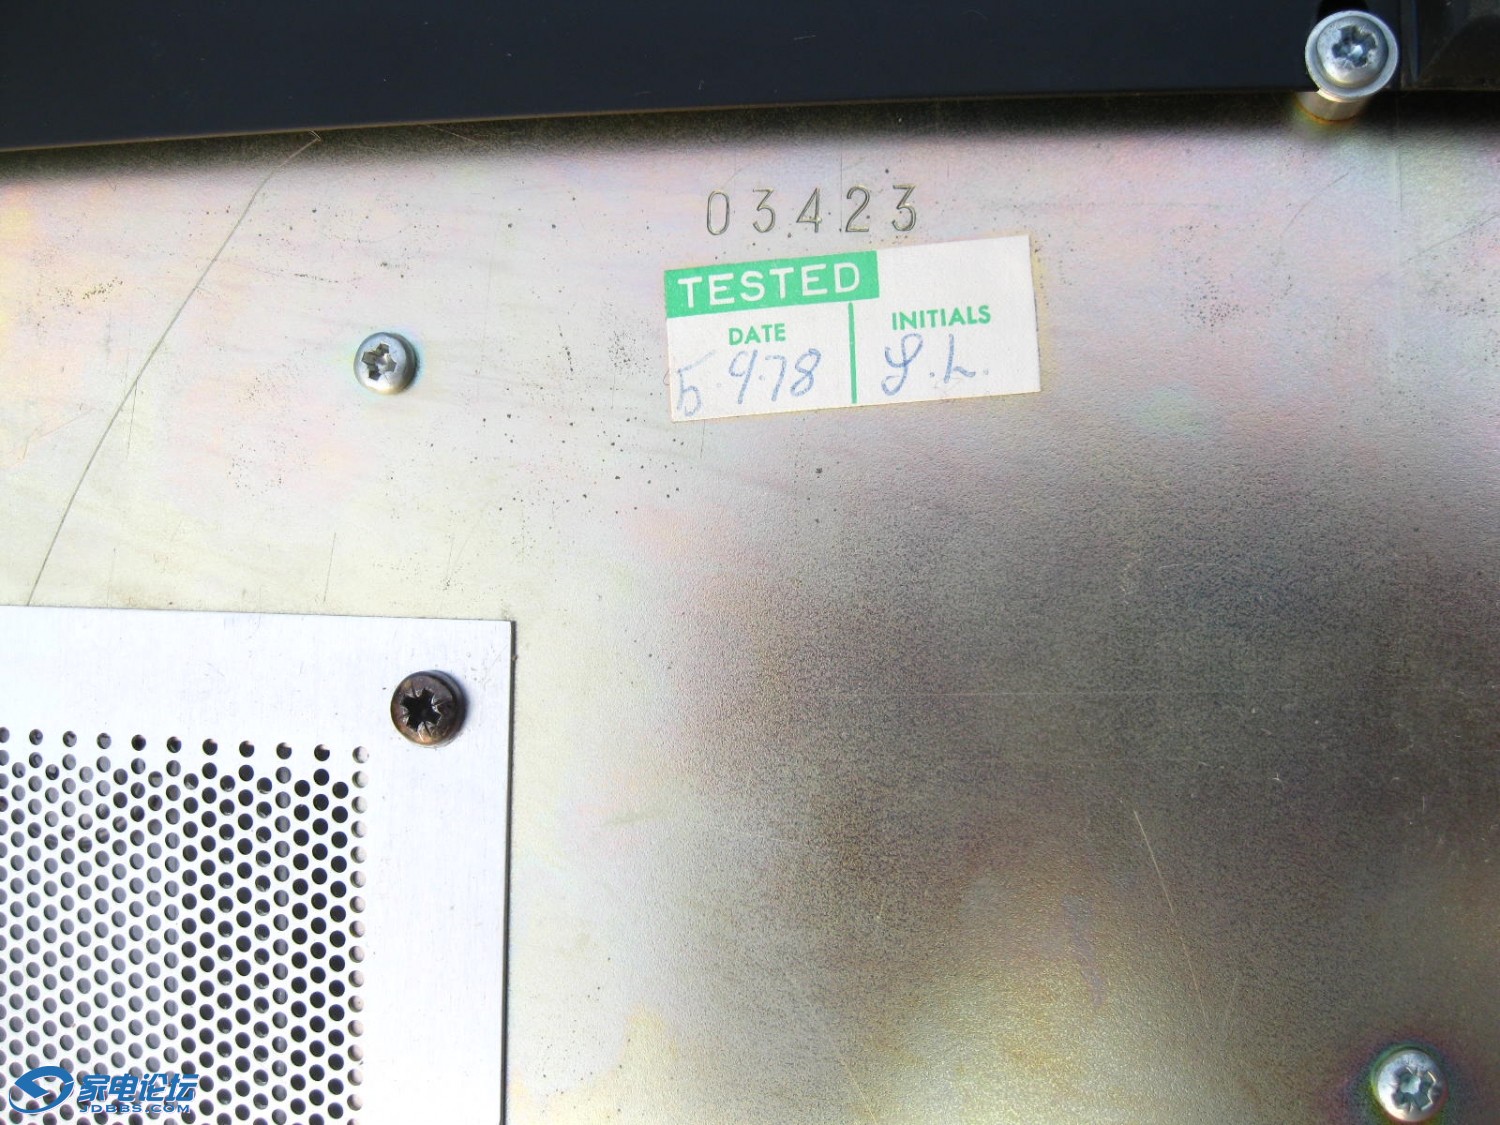 03423
TESTED
DATE
INITIALS
5.9.78
S.L.
家电论坛
JDBBS.COM